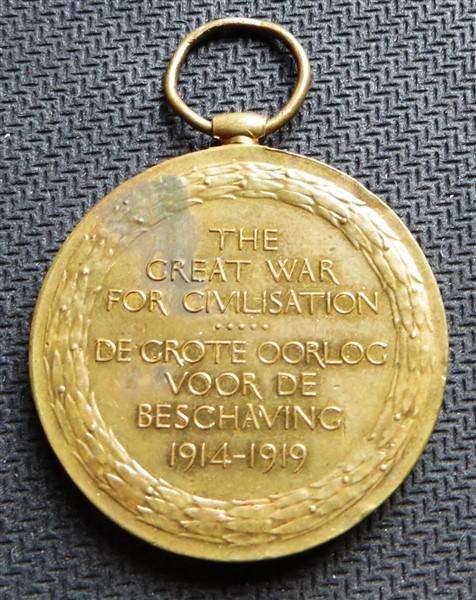 THE
GREAT WAR
FOR CIVILISATION
.....
DE GROTE OORLOG
VOOR DE
BESCHAVING
1914-1919